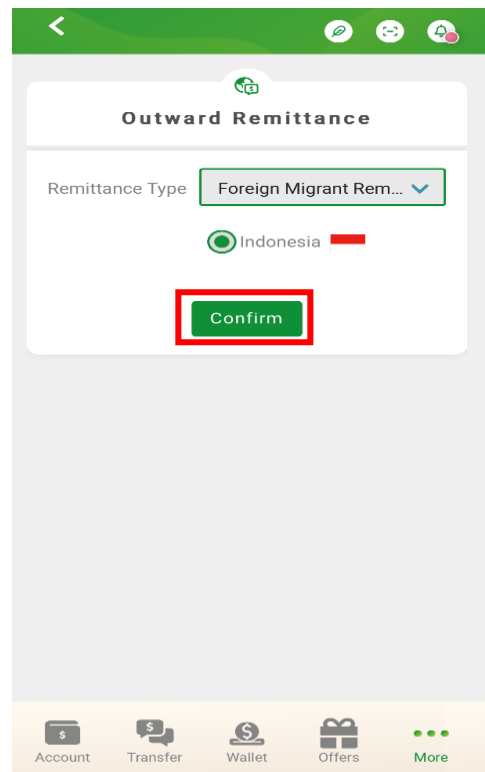 Outward Remittance
Remittance Type
Foreign Migrant Rem...
Indonesia
Confirm
Account Transfer Wallet Offers More